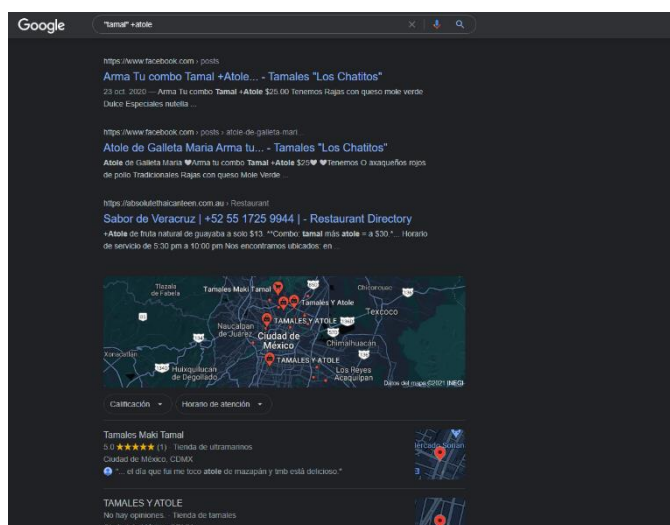 Google
"tamal" +atole
https://www.facebook.com › posts
Arma Tu combo Tamal +Atole... - Tamales "Los Chatitos"
23 oct. 2020 — Arma Tu combo Tamal +Atole $25.00 Tenemos Rajas con queso mole verde
Dulce Especiales nutella ...
https://www.facebook.com › posts › atole-de-galleta-mari...
Atole de Galleta Maria Arma tu... - Tamales "Los Chatitos"
Atole de Galleta Maria ♥Arma tu combo Tamal +Atole $25♥ ♥Tenemos O axaqueños rojos
de pollo Tradicionales Rajas con queso Mole Verde ...
https://absolutethaicanteen.com.au › Restaurant
Sabor de Veracruz | +52 55 1725 9944 | - Restaurant Directory
+Atole de fruta natural de guayaba a solo $13. **Combo: tamal más atole = a $30.*... Horario
de servicio de 5:30 pm a 10:00 pm Nos encontramos ubicados: en ...
Tlazala
de Fabela
Tamales Maki Tamal
Chiconcuac
Tamales Y Atole
Texcoco
Naucalpan
de Juárez
TAMALES Y ATOLE
Ciudad de
México
Chimalhuacán
Xonacatlán
TAMALES Y ATOLE
Huixquilucan
de Degollado
Los Reyes
Acaquilpan
Datos del mapa ©2021 INEGI
Calificación
Horario de atención
Tamales Maki Tamal
5.0 ★★★★★ (1) · Tienda de ultramarinos
Ciudad de México, CDMX
"... el día que fui me toco atole de mazapán y tmb está delicioso."
TAMALES Y ATOLE
No hay opiniones. · Tienda de tamales